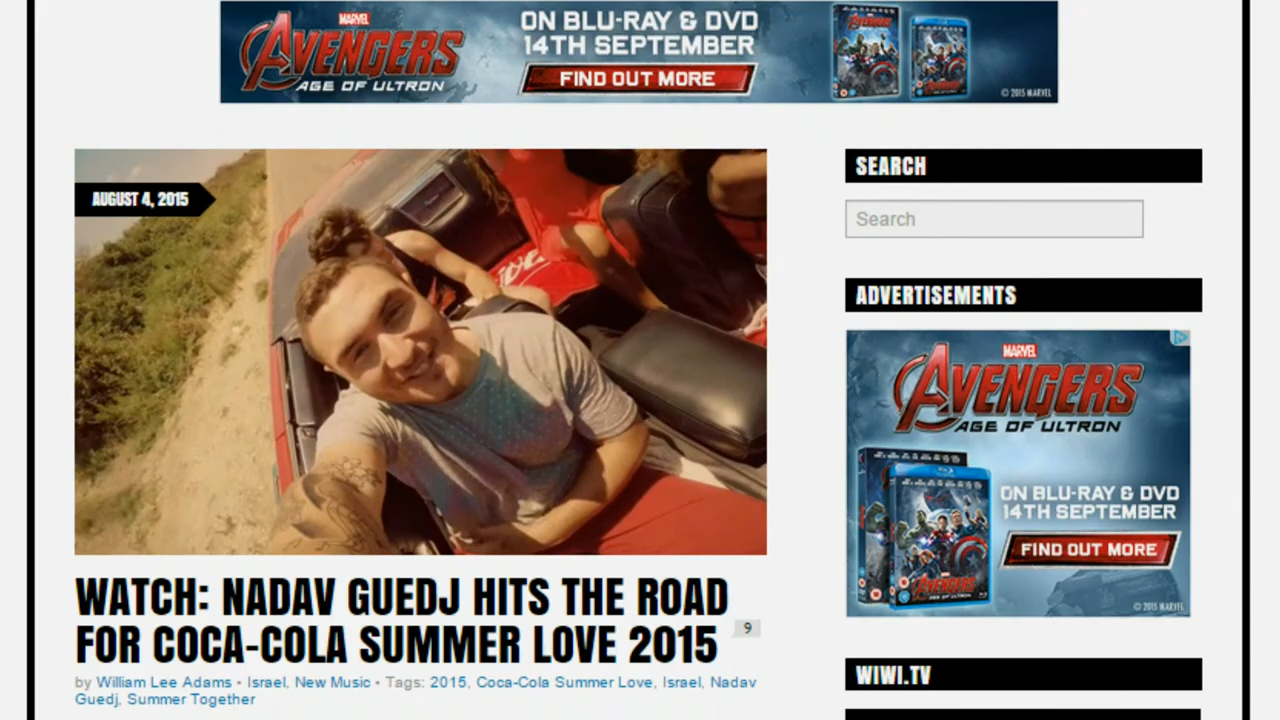 MARVEL
AVENGERS
AGE OF ULTRON
ON BLU-RAY & DVD
14TH SEPTEMBER
FIND OUT MORE
© 2015 MARVEL
AUGUST 4, 2015
WATCH: NADAV GUEDJ HITS THE ROAD
FOR COCA-COLA SUMMER LOVE 2015
9
by William Lee Adams • Israel, New Music • Tags: 2015, Coca-Cola Summer Love, Israel, Nadav
Guedj, Summer Together
SEARCH
Search
ADVERTISEMENTS
MARVEL
AVENGERS
AGE OF ULTRON
ON BLU-RAY & DVD
14TH SEPTEMBER
FIND OUT MORE
AVENGERS
© 2015 MARVEL
WIWI.TV